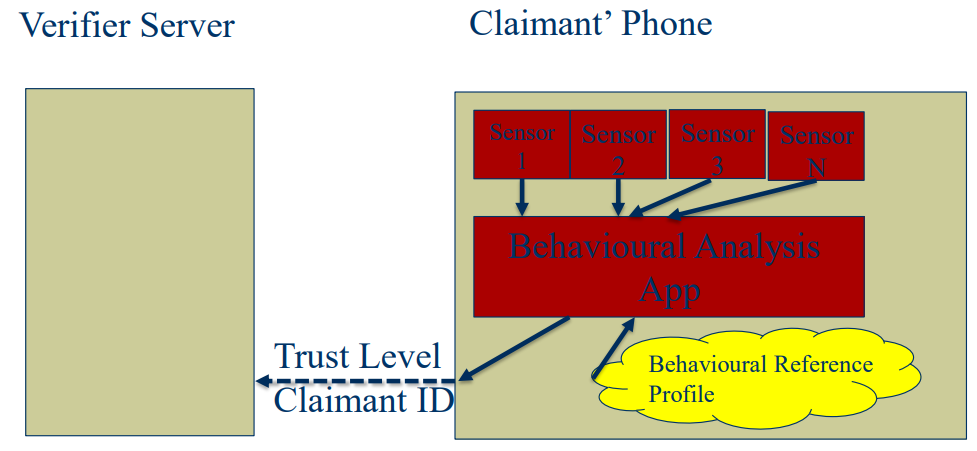 Verifier Server
Claimant’ Phone
Sensor
1
Sensor
2
Sensor
3
Sensor
N
Behavioural Analysis
App
Trust Level
Claimant ID
Behavioural Reference
Profile